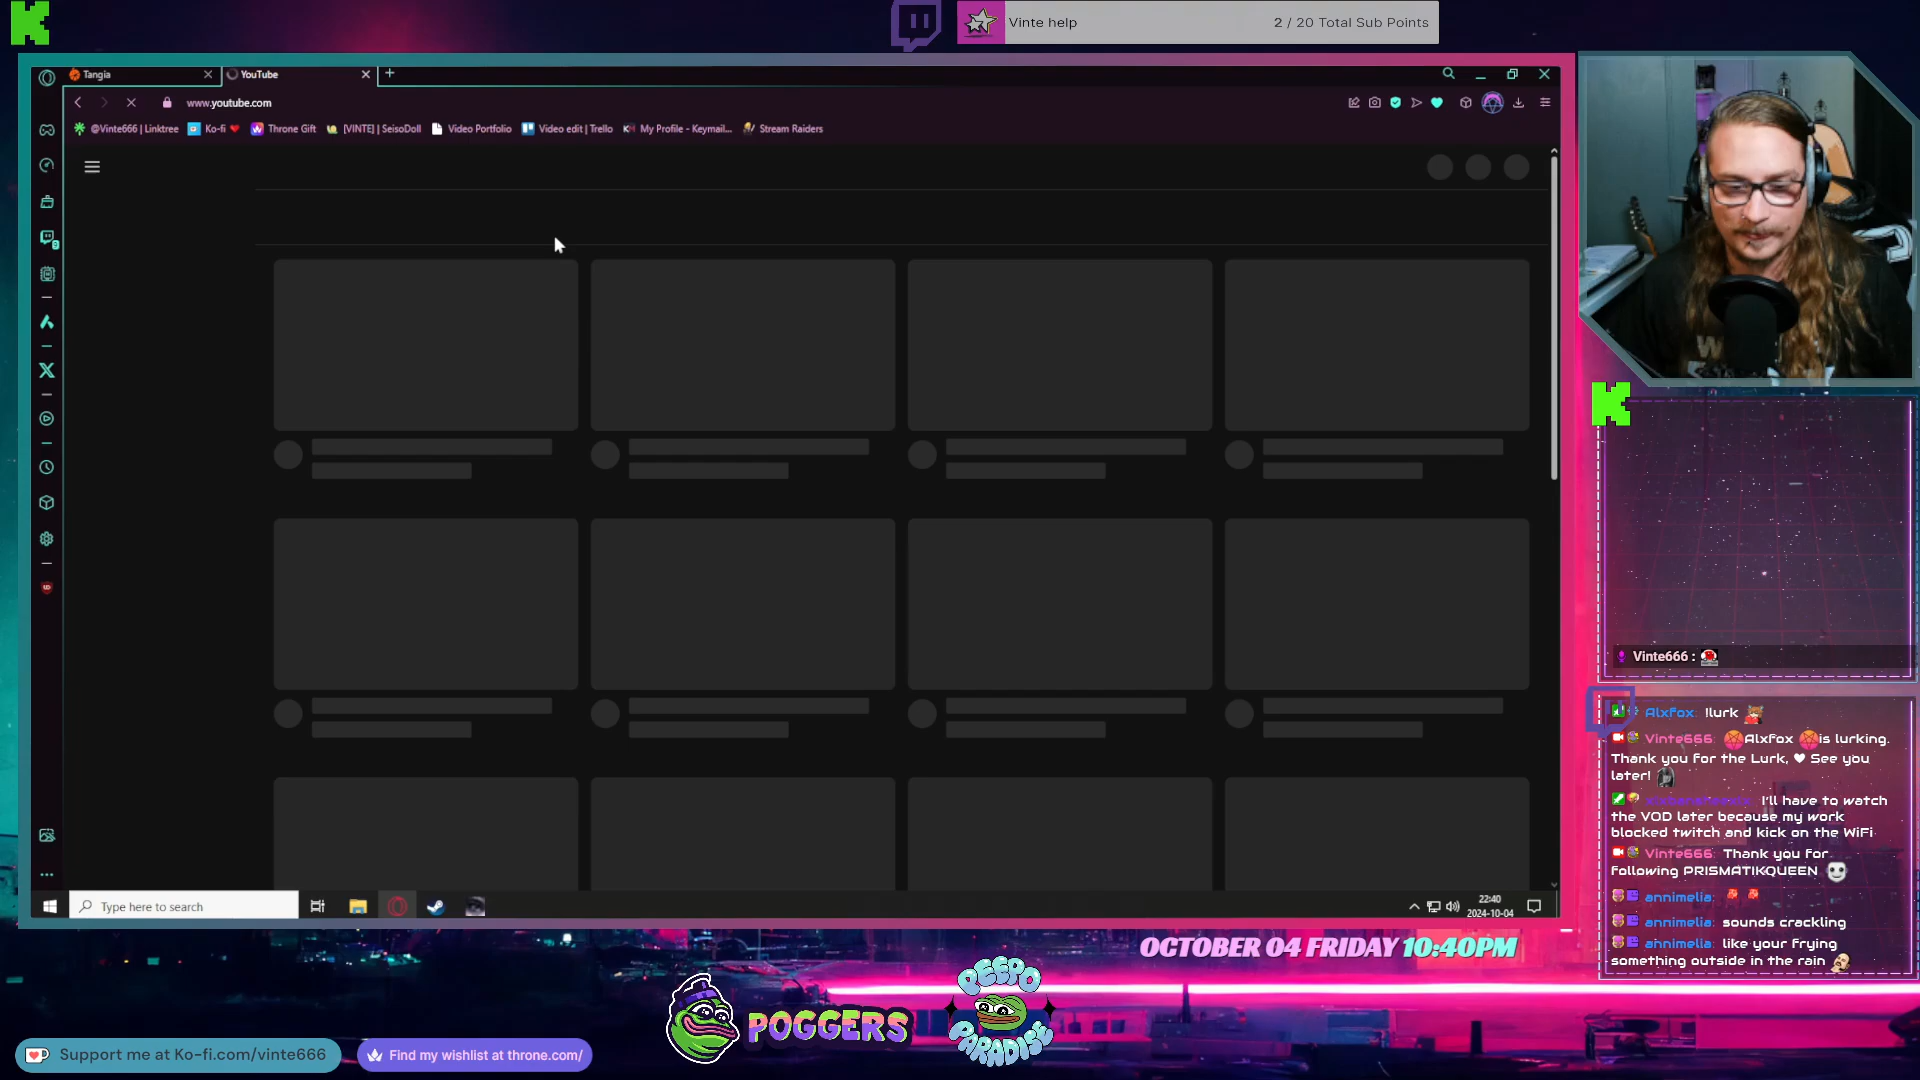 Vinte help
2 / 20 Total Sub Points
Tangia
YouTube
www.youtube.com
@Vinte666 | Linktree
Ko-fi
Throne Gift
[VINTE] | SeisoDoll
Video Portfolio
Video edit | Trello
My Profile - Keymail...
Stream Raiders
Vinte666 :
Alxfox: !lurk
Vinte666: Alxfox is lurking.
Thank you for the Lurk, ♥ See you
later!
I'll have to watch
the VOD later because my work
blocked twitch and kick on the WiFi
Vinte666: Thank you for
following PRISMATIKQUEEN
annimelia:
annimelia: sounds crackling
annimelia: like your frying
something outside in the rain
Type here to search
22:40
2024-10-04
OCTOBER 04 FRIDAY 10:40PM
POGGERS
PEEPO
PARADISE
Support me at Ko-fi.com/vinte666
Find my wishlist at throne.com/